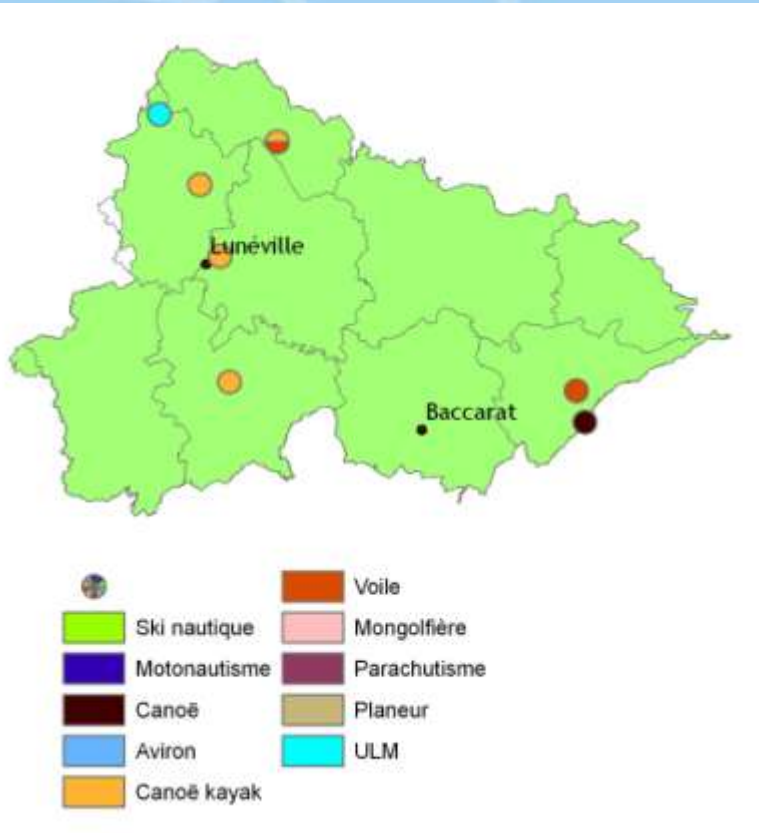 Lunéville
Baccarat
Voile
Ski nautique
Mongolfière
Motonautisme
Parachutisme
Canoë
Planeur
Aviron
ULM
Canoë kayak